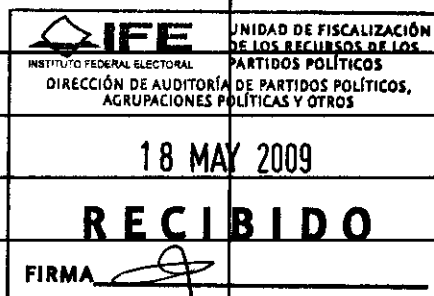 IFE
INSTITUTO FEDERAL ELECTORAL
UNIDAD DE FISCALIZACIÓN
DE LOS RECURSOS DE LOS
PARTIDOS POLÍTICOS
DIRECCIÓN DE AUDITORÍA DE PARTIDOS POLÍTICOS,
AGRUPACIONES POLÍTICAS Y OTROS
18 MAY 2009
RECIBIDO
FIRMA